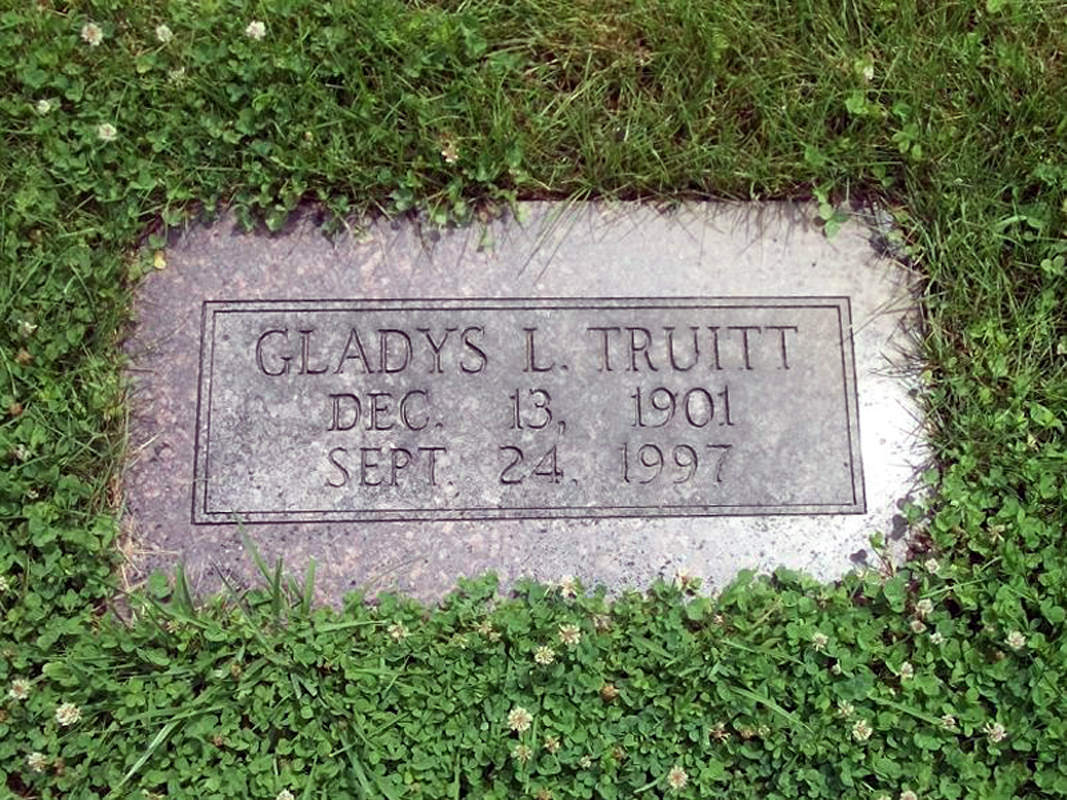 GLADYS L. TRUITT
DEC. 13, 1901
SEPT. 24. 1997